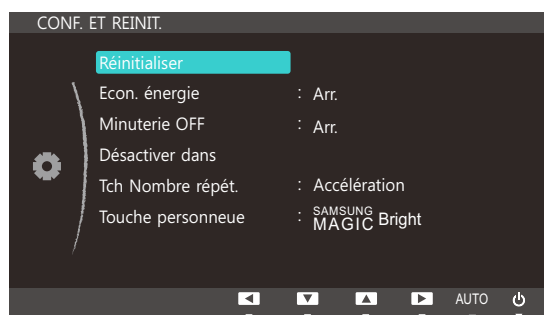 CONF. ET REINIT.
Réinitialiser
Econ. énergie : Arr.
Minuterie OFF : Arr.
Désactiver dans
Tch Nombre répét. : Accélération
Touche personneue : SAMSUNG MAGIC Bright
AUTO